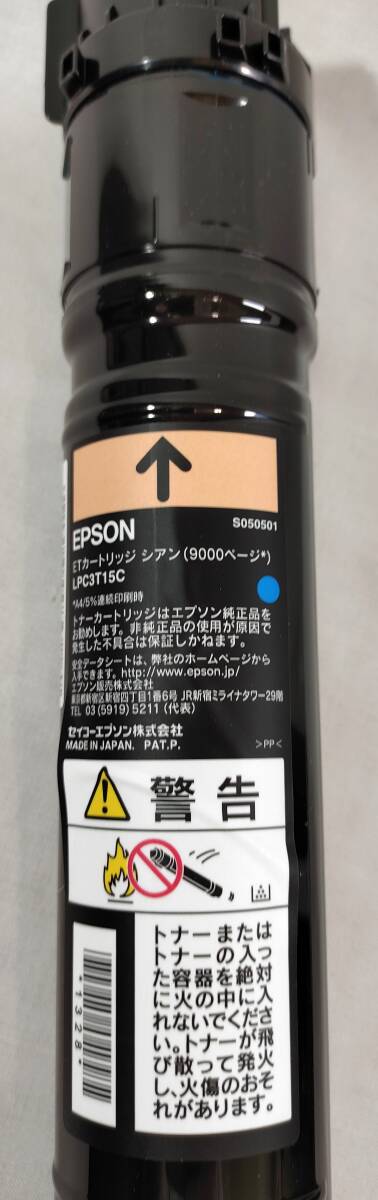 S050501
EPSON
ETカートリッジ シアン(9000ページ*)
LPC3T15C
*A4/5%連続印刷時
トナーカートリッジはエプソン純正品を
お勧めします。非純正品の使用が原因で
発生した不具合は保証しかねます。
安全データシートは、弊社のホームページから
入手できます。http://www.epson.jp/
エプソン販売株式会社
東京都新宿区新宿四丁目1番6号 JR新宿ミライナタワー29階
TEL 03 (5919) 5211 (代表)
セイコーエプソン株式会社
MADE IN JAPAN. PAT.P.
>PP<
警告
トナーまたは
トナーの入っ
た容器を絶対
に火の中に入
れないでくださ
い。トナーが飛
び散って発火
し、火傷のおそ
れがあります。
*1328*